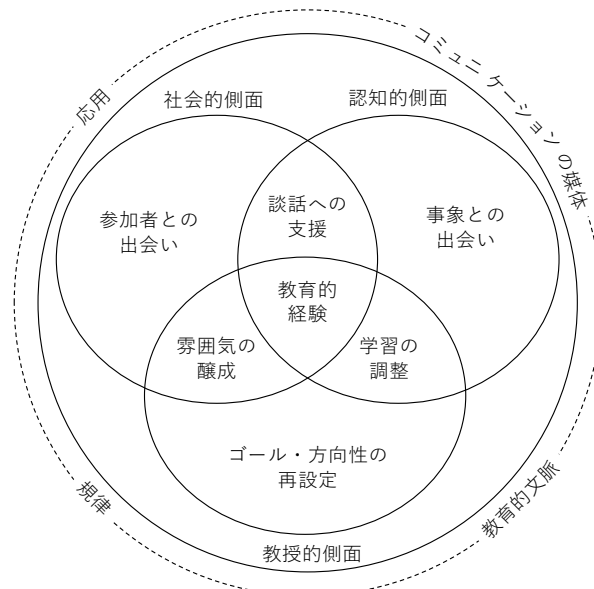 コミュニケーションの媒体
応用
社会的側面
認知的側面
談話への
支援
参加者との
出会い
事象との
出会い
教育的
経験
雰囲気の
醸成
学習の
調整
ゴール・方向性の
再設定
規律
教育的文脈
教授的側面